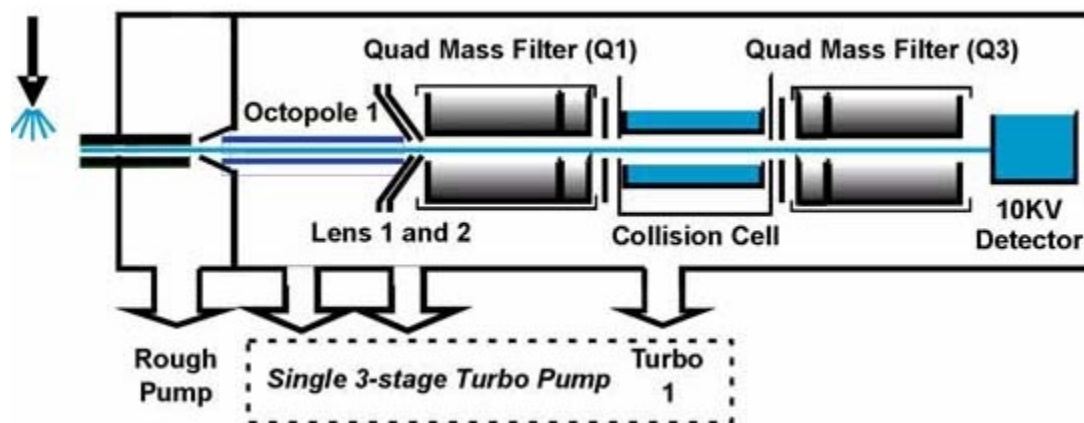 Quad Mass Filter (Q1)
Quad Mass Filter (Q3)
Octopole 1
Lens 1 and 2
Collision Cell
10KV
Detector
Rough
Pump
Single 3-stage Turbo Pump
Turbo
1